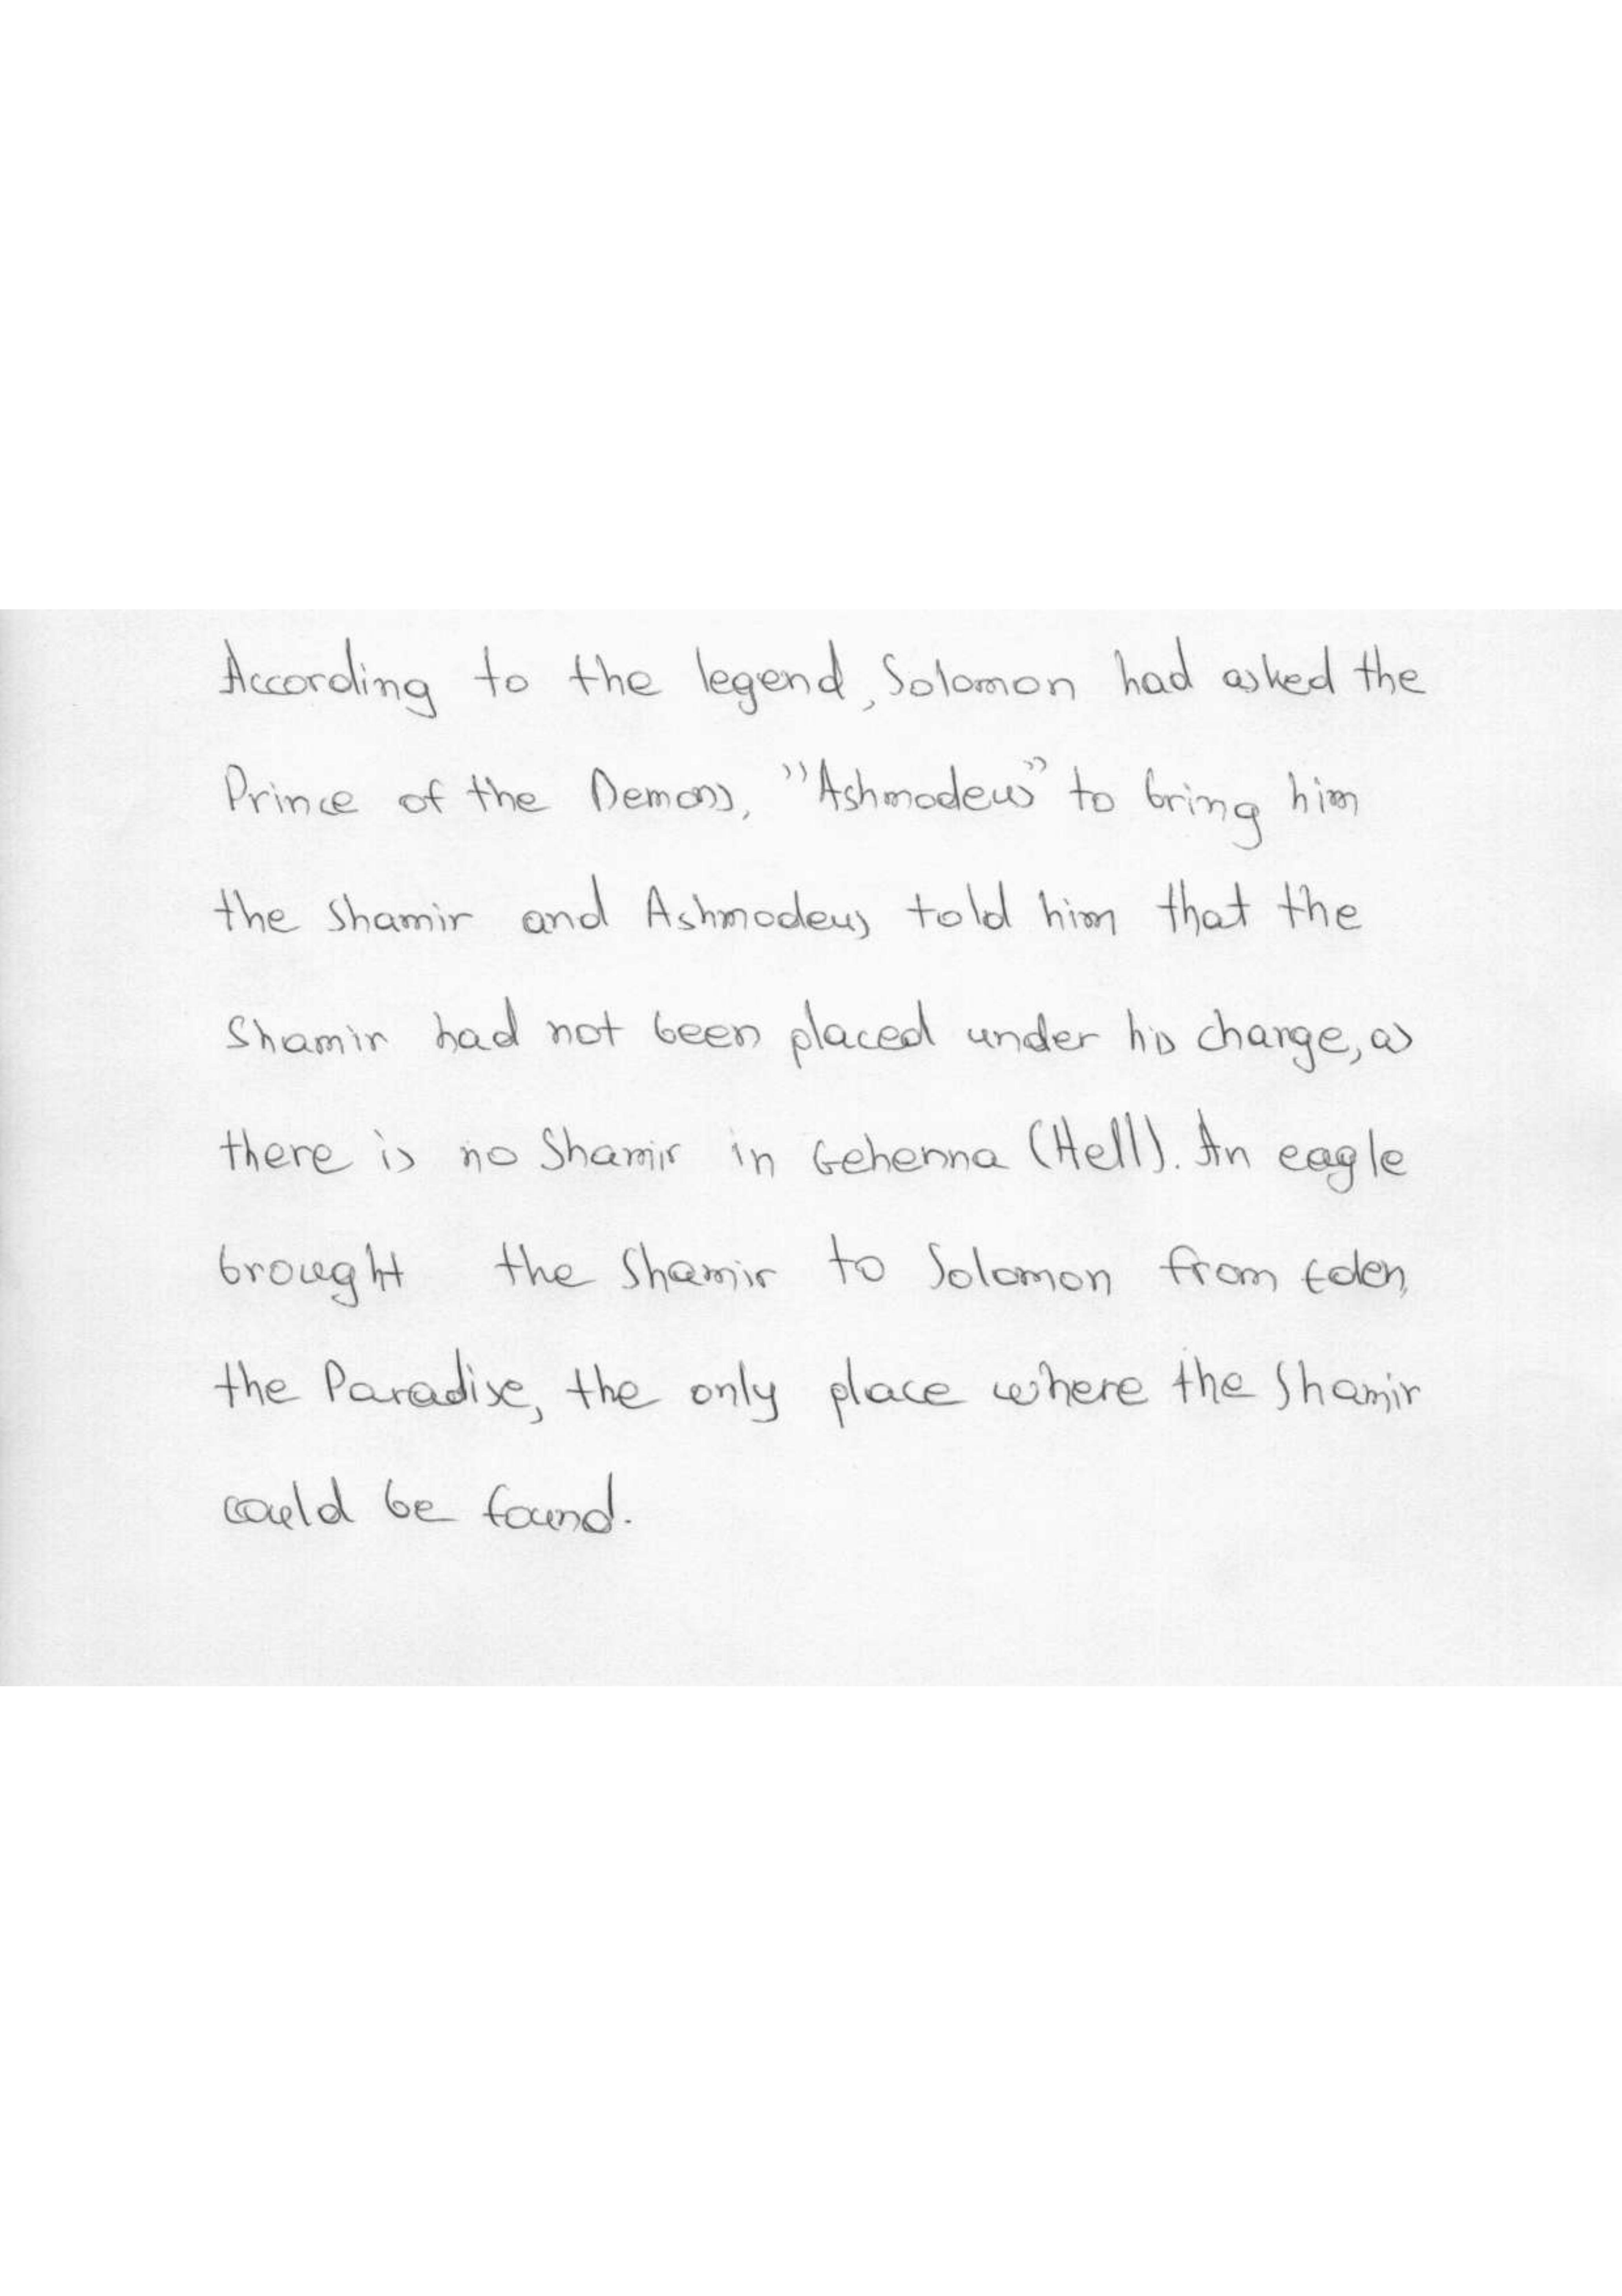 According to the legend, Solomon had asked the
Prince of the Demons, "Ashmodeus" to bring him
the Shamir and Ashmodeus told him that the
Shamir had not been placed under his charge, as
there is no Shamir in Gehenna (Hell). An eagle
brought the Shamir to Solomon from Eden,
the Paradise, the only place where the Shamir
could be found.